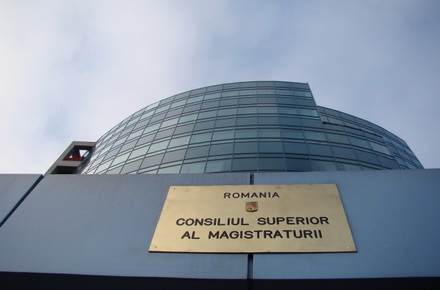 ROMANIA
CONSILIUL SUPERIOR
AL MAGISTRATURII